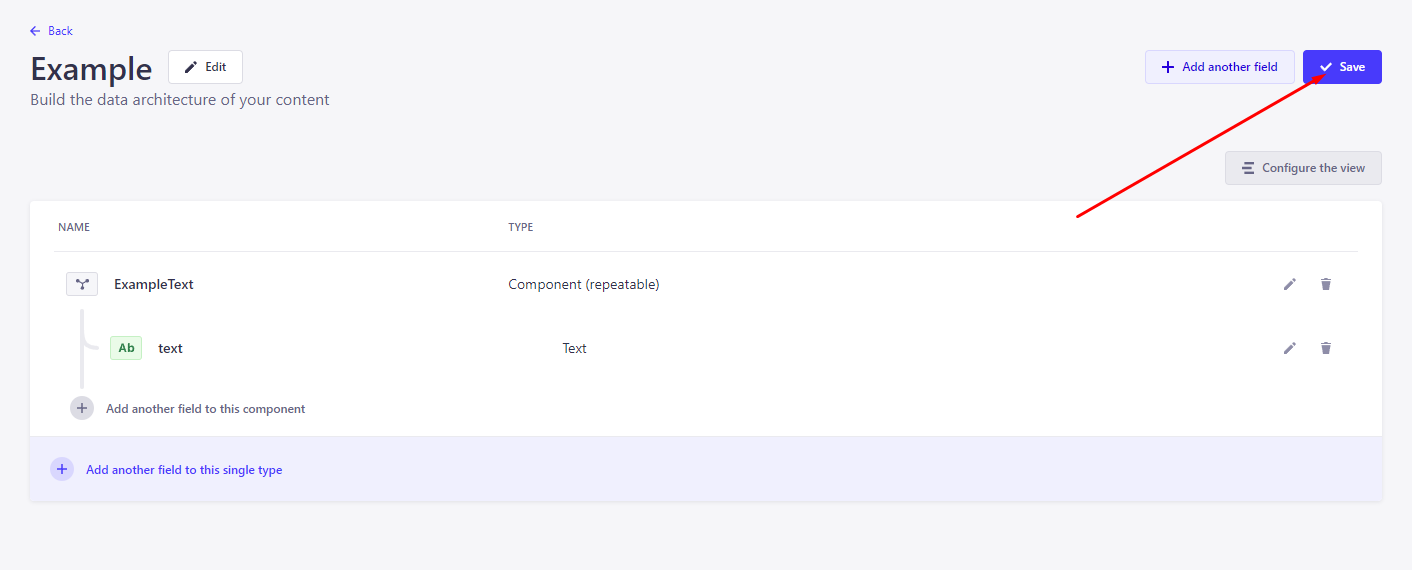 Back
Example
Edit
Add another field
Save
Build the data architecture of your content
Configure the view
NAME
TYPE
ExampleText
Component (repeatable)
Ab
text
Text
Add another field to this component
Add another field to this single type